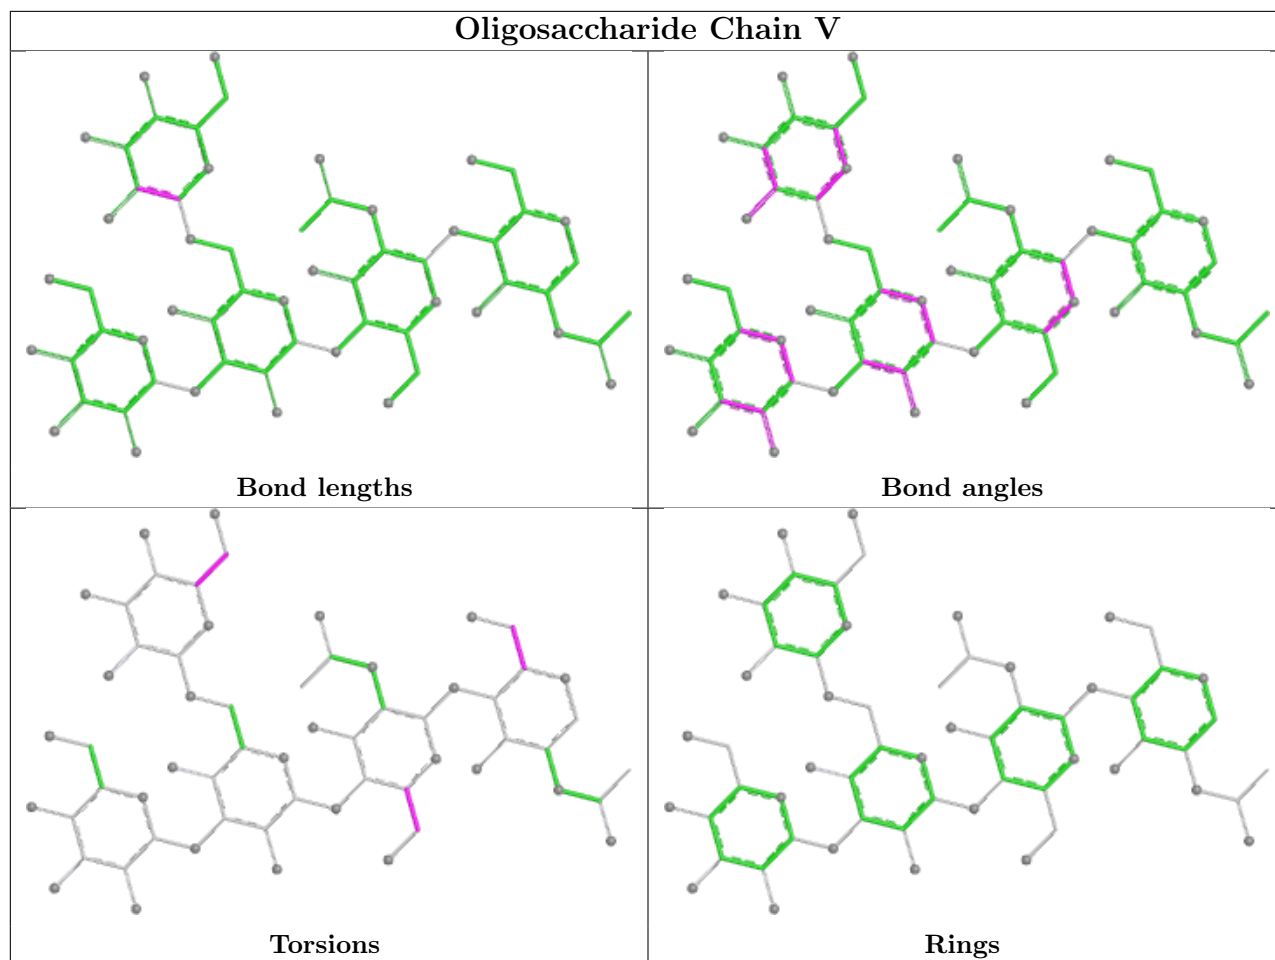 Oligosaccharide Chain V
Bond lengths
Bond angles
Torsions
Rings